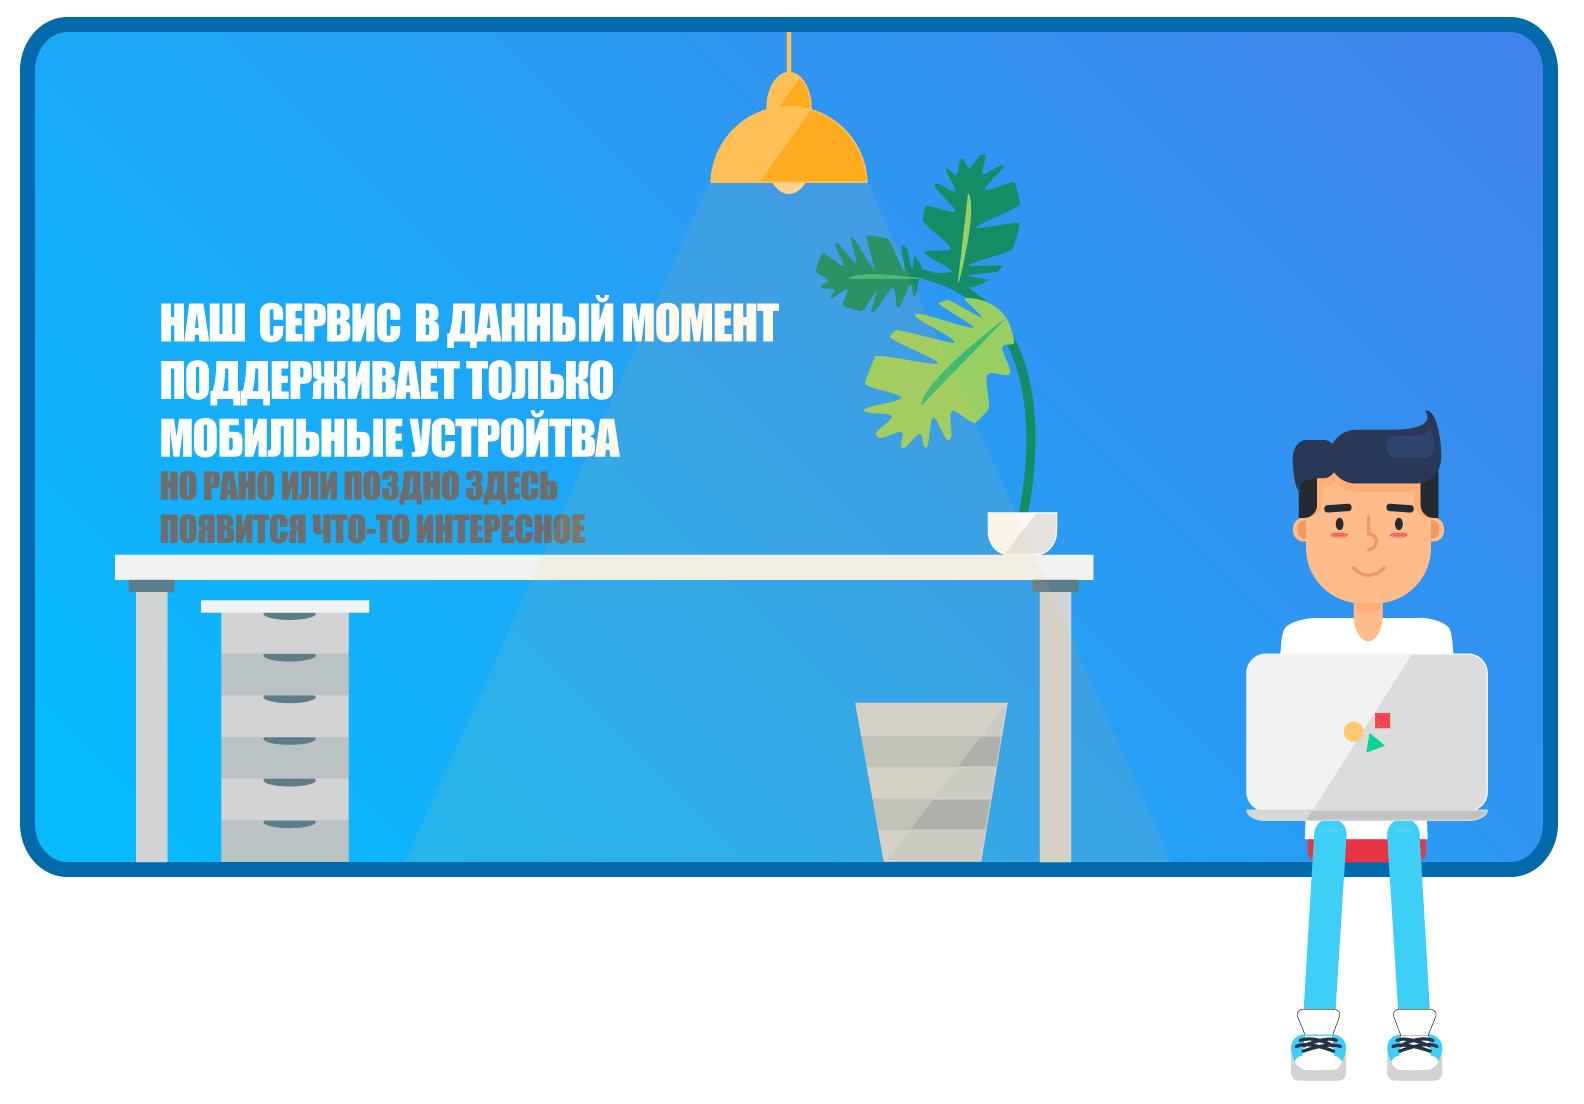 НАШ СЕРВИС В ДАННЫЙ МОМЕНТ
ПОДДЕРЖИВАЕТ ТОЛЬКО
МОБИЛЬНЫЕ УСТРОЙТВА
НО РАНО ИЛИ ПОЗДНО ЗДЕСЬ
ПОЯВИТСЯ ЧТО-ТО ИНТЕРЕСНОЕ